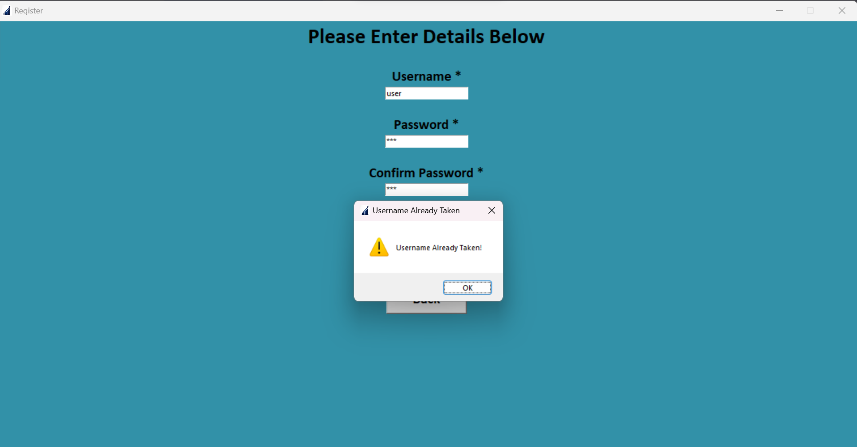 Register
Please Enter Details Below
Username *
user
Password *
***
Confirm Password *
***
Username Already Taken
Username Already Taken!
OK
Back